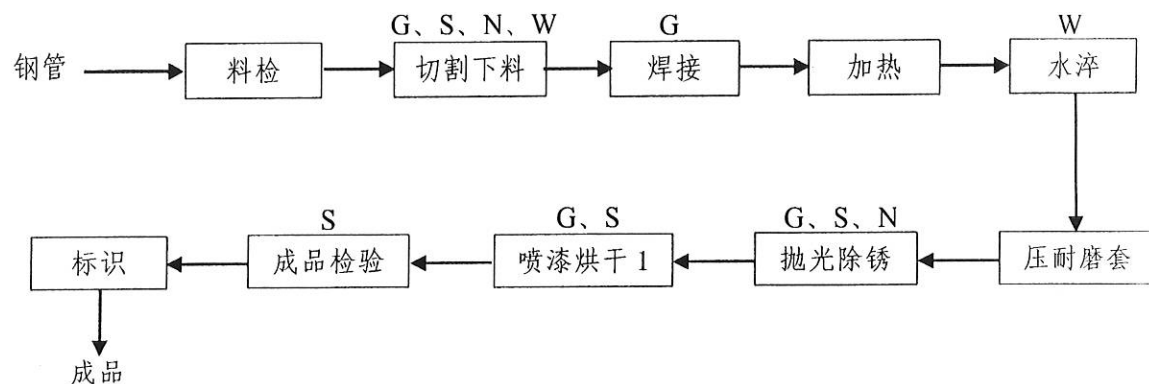 G、S、N、W
G
W
钢管
料检
切割下料
焊接
加热
水淬
S
G、S
G、S、N
标识
成品检验
喷漆烘干1
抛光除锈
压耐磨套
成品